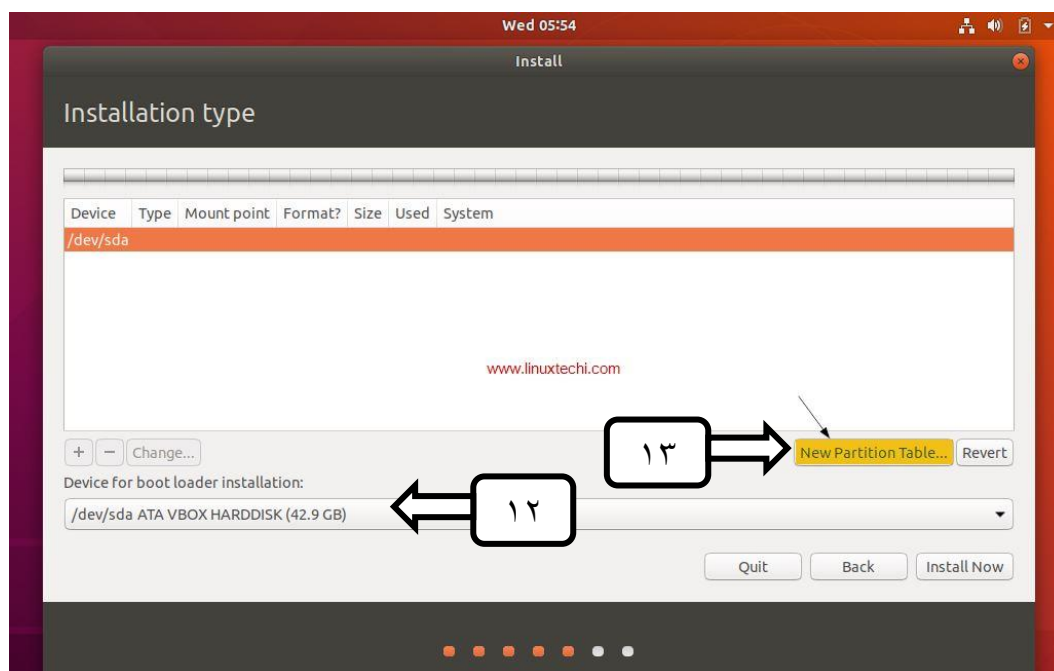 Wed 05:54
Install
Installation type
Device Type Mount point Format? Size Used System
/dev/sda
www.linuxtechi.com
+ − Change...
۱۳
New Partition Table... Revert
Device for boot loader installation:
/dev/sda ATA VBOX HARDDISK (42.9 GB)
۱۲
Quit Back Install Now